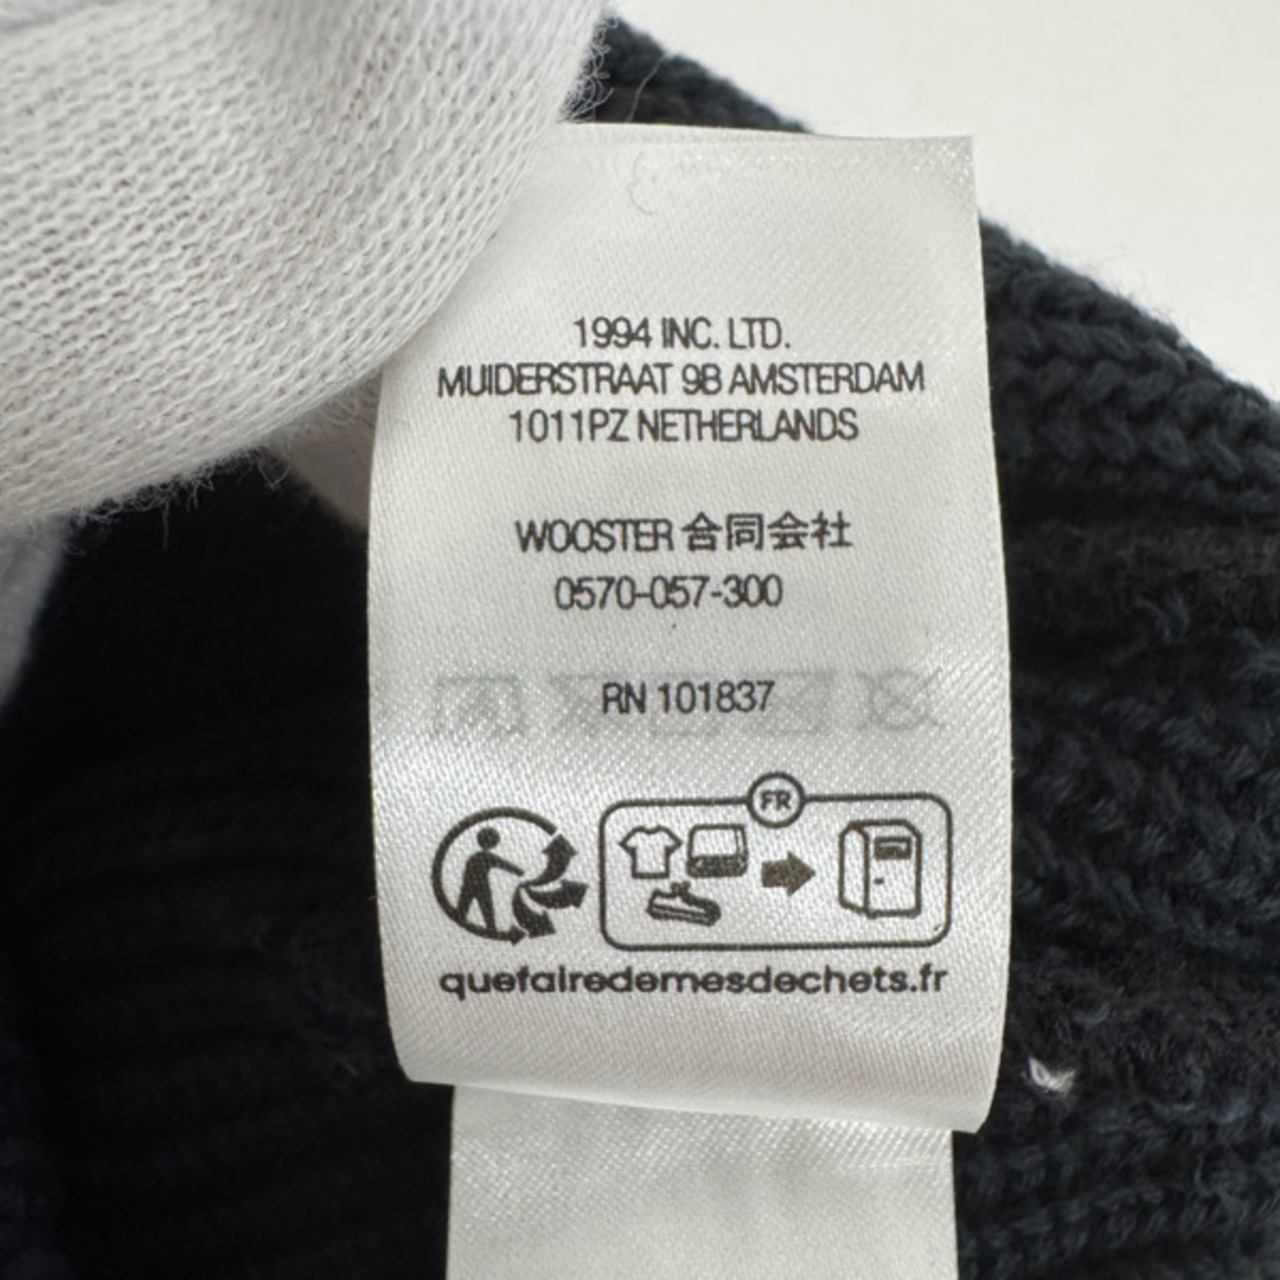 1994 INC. LTD.
MUIDERSTRAAT 9B AMSTERDAM
1011PZ NETHERLANDS
WOOSTER 合同会社
0570-057-300
RN 101837
FR
quefairedemesdechets.fr